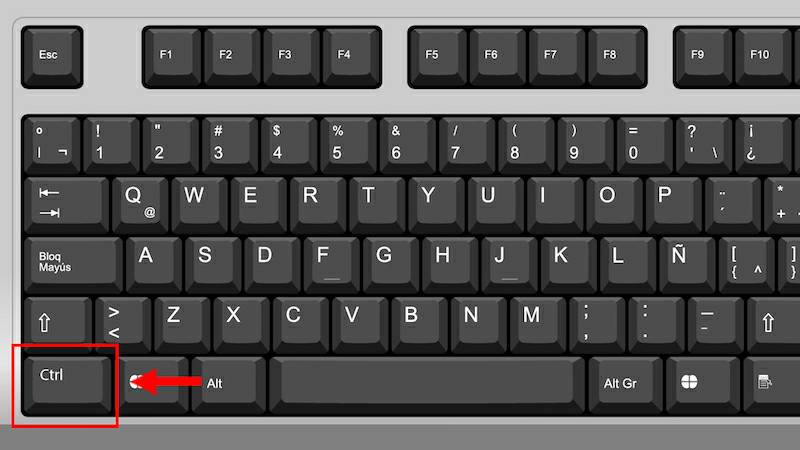 Esc F1 F2 F3 F4 F5 F6 F7 F8 F9 F10
º ! " # $ % & / ( ) = ? ¡
| ¬ 1 2 3 4 5 6 7 8 9 0 ' \ ¿
Q W E R T Y U I O P ¨ *
@ ´ +
Bloq A S D F G H J K L Ñ [ ]
Mayús { ^ }
> Z X C V B N M ; : —
< , . -
Ctrl Alt Alt Gr